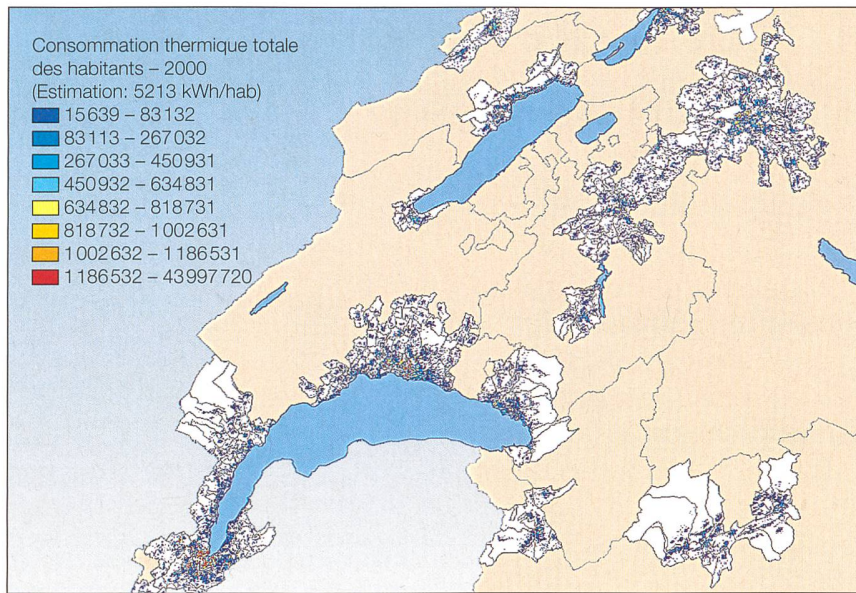 Consommation thermique totale
des habitants – 2000
(Estimation: 5213 kWh/hab)
15639 – 83132
83113 – 267032
267033 – 450931
450932 – 634831
634832 – 818731
818732 – 1002631
1002632 – 1186531
1186532 – 43997720